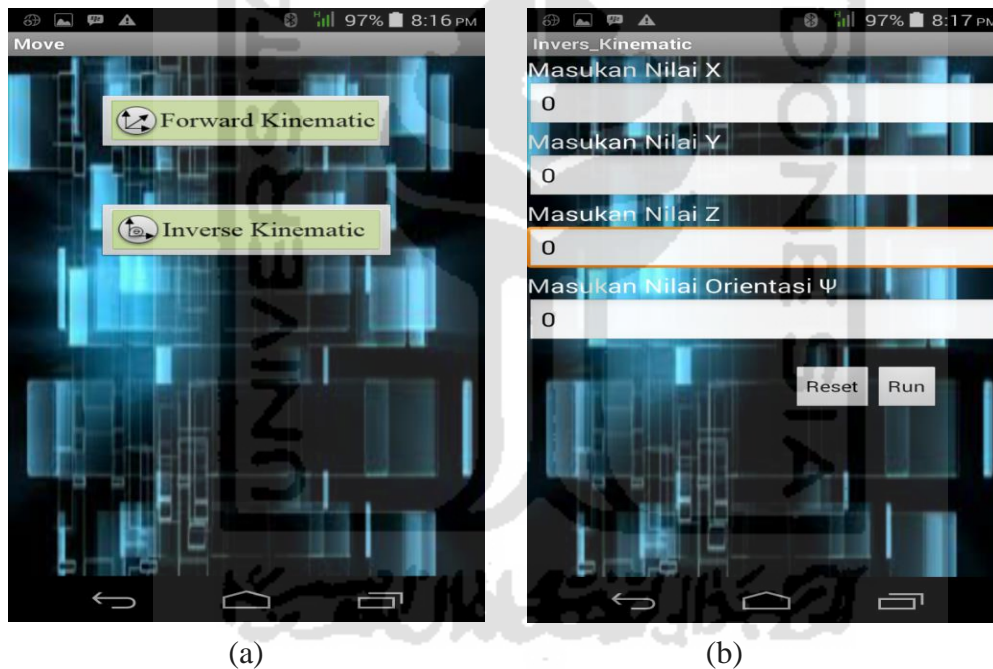 H 97% 8:16 PM
Move
Forward Kinematic
Inverse Kinematic
(a)
H 97% 8:17 PM
Invers_Kinematic
Masukan Nilai X
0
Masukan Nilai Y
0
Masukan Nilai Z
0
Masukan Nilai Orientasi Ψ
0
Reset Run
(b)